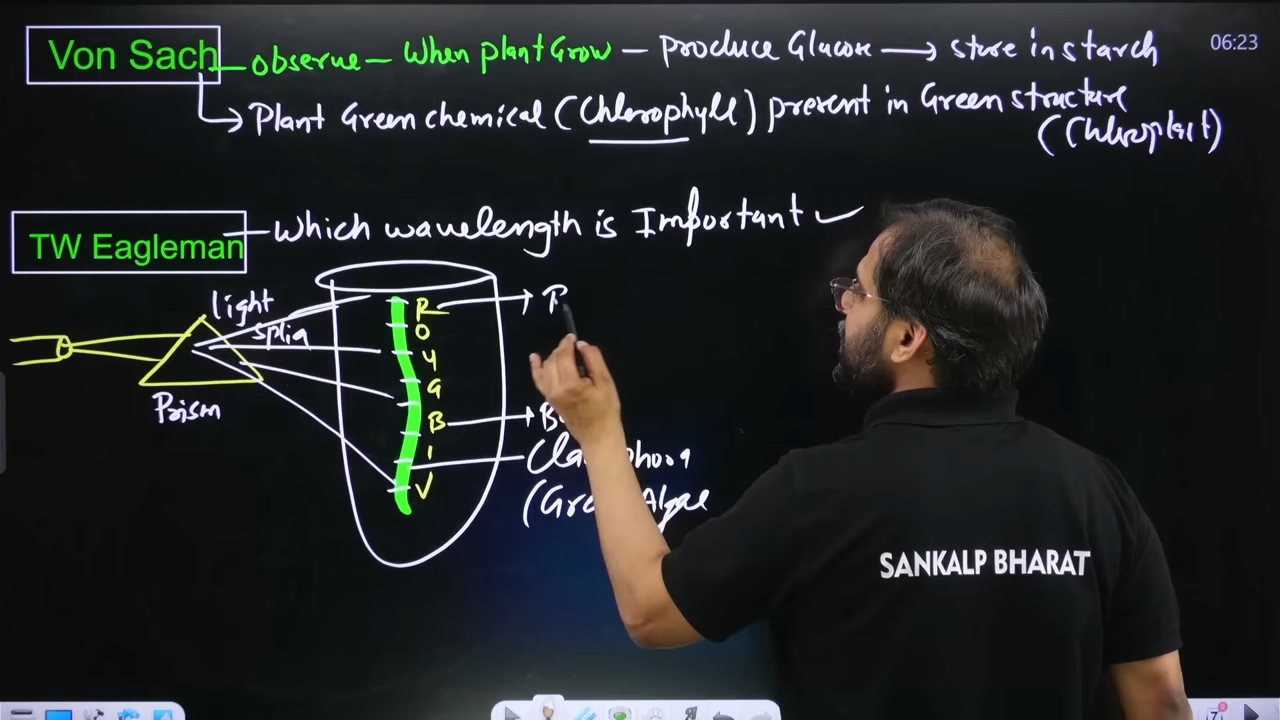 Von Sach observe – When plant Grow – produce Glucose → store in starch
06:23
Plant Green chemical (Chlorophyll) present in Green structure
(Chloroplast)
TW Eagleman Which wavelength is Important ✓
light
split
Prism
R
O
Y
G
B
I
V
SANKALP BHARAT